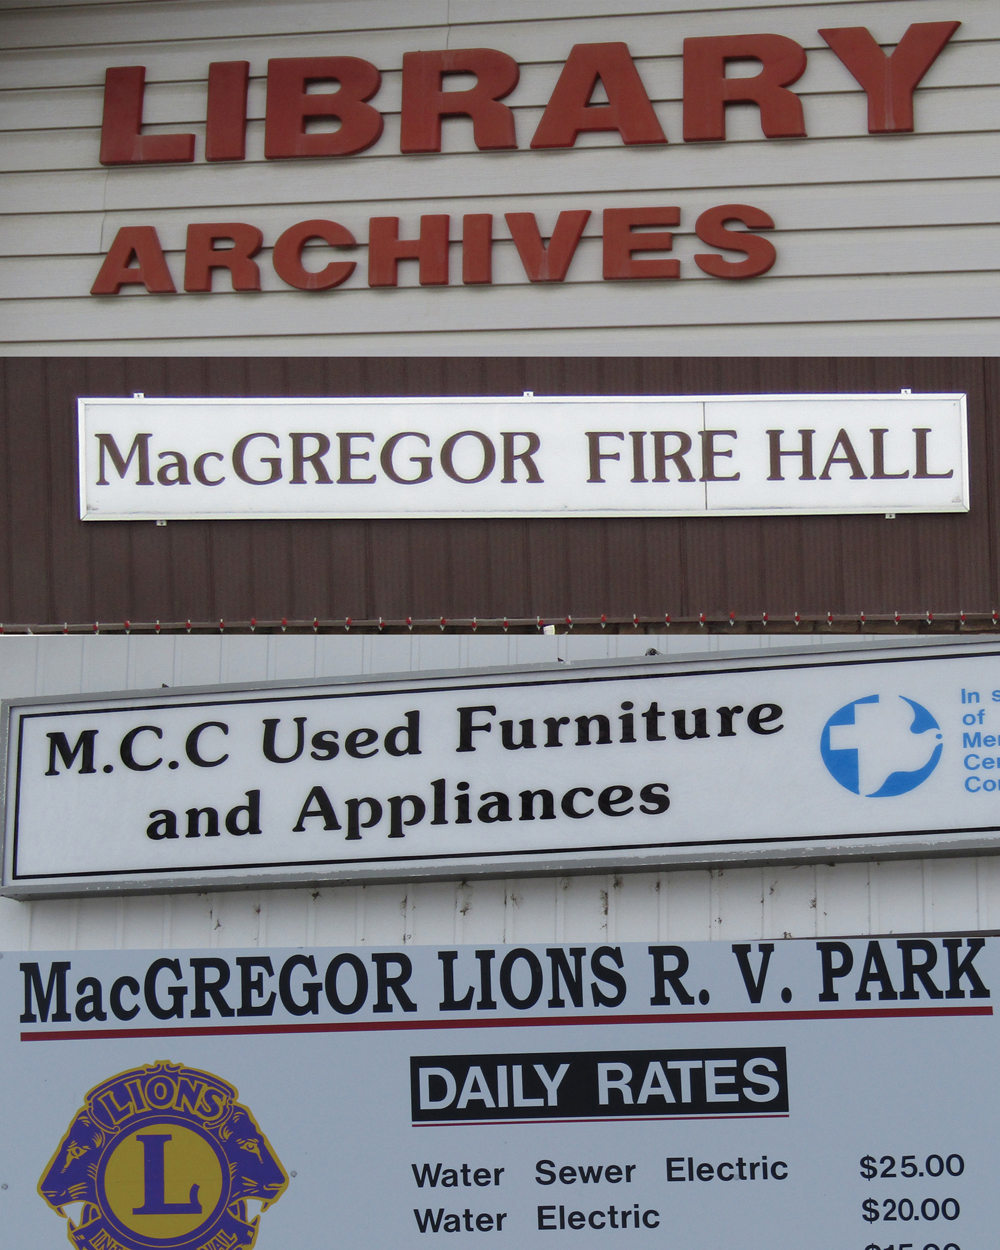 LIBRARY
ARCHIVES
MacGREGOR FIRE HALL
M.C.C Used Furniture
and Appliances
In
of
MacGREGOR LIONS R. V. PARK
LIONS
L
DAILY RATES
Water Sewer Electric $25.00
Water Electric $20.00